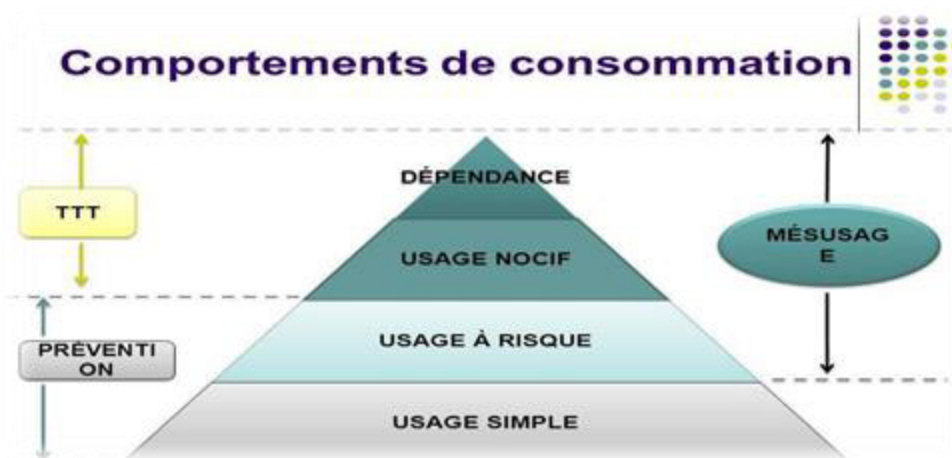 Comportements de consommation
DÉPENDANCE
TTT
USAGE NOCIF
MÉSUSAG
E
USAGE À RISQUE
PRÉVENTI
ON
USAGE SIMPLE